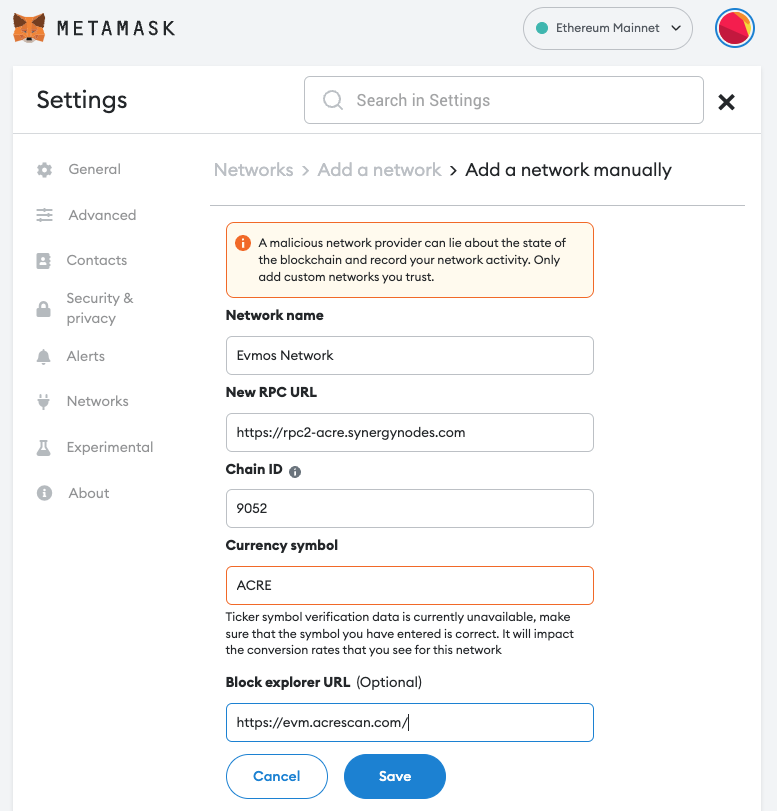 METAMASK
Ethereum Mainnet
Settings
Search in Settings
General
Advanced
Contacts
Security &
privacy
Alerts
Networks
Experimental
About
Networks > Add a network > Add a network manually
A malicious network provider can lie about the state of
the blockchain and record your network activity. Only
add custom networks you trust.
Network name
Evmos Network
New RPC URL
https://rpc2-acre.synergynodes.com
Chain ID
9052
Currency symbol
ACRE
Ticker symbol verification data is currently unavailable, make
sure that the symbol you have entered is correct. It will impact
the conversion rates that you see for this network
Block explorer URL (Optional)
https://evm.acrescan.com/
Cancel
Save